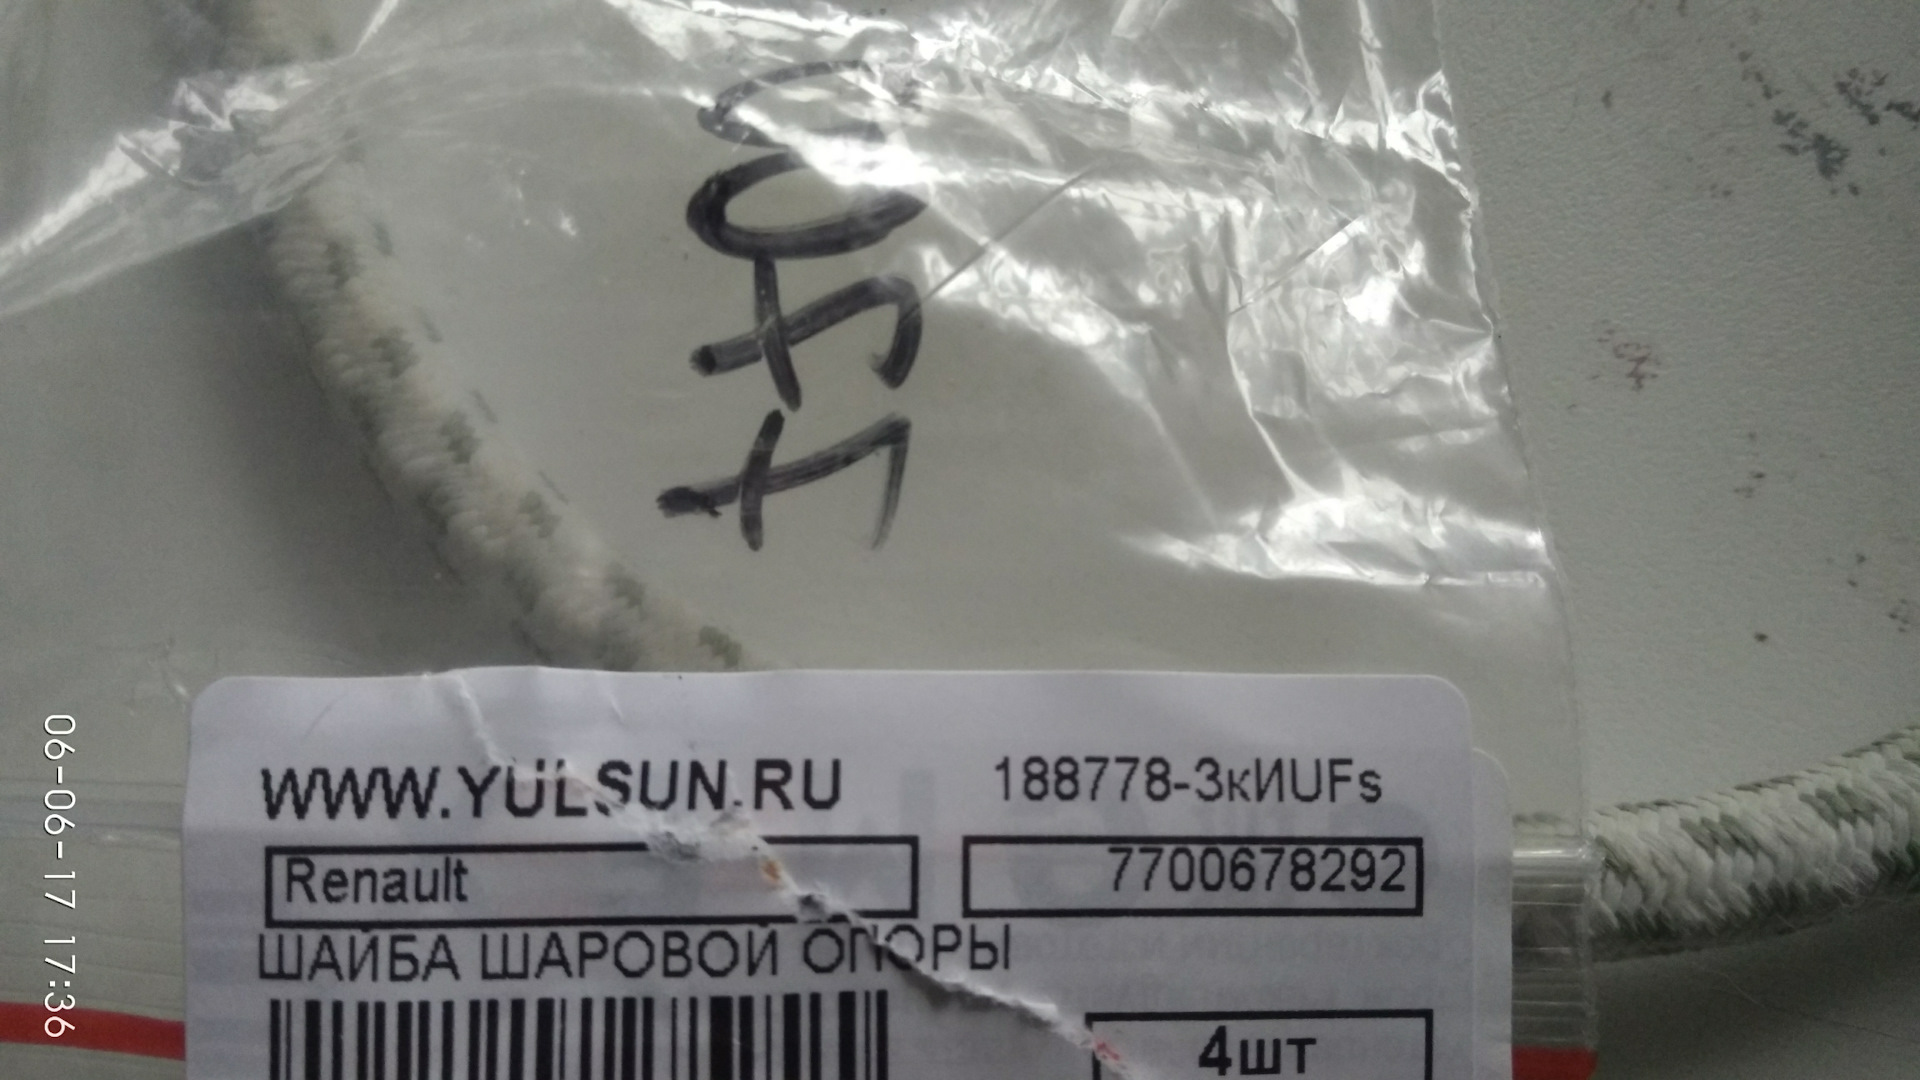 WWW.YULSUN.RU 188778-3кИUFs
Renault 7700678292
ШАЙБА ШАРОВОЙ ОПОРЫ
4шт
06-06-17 17:36